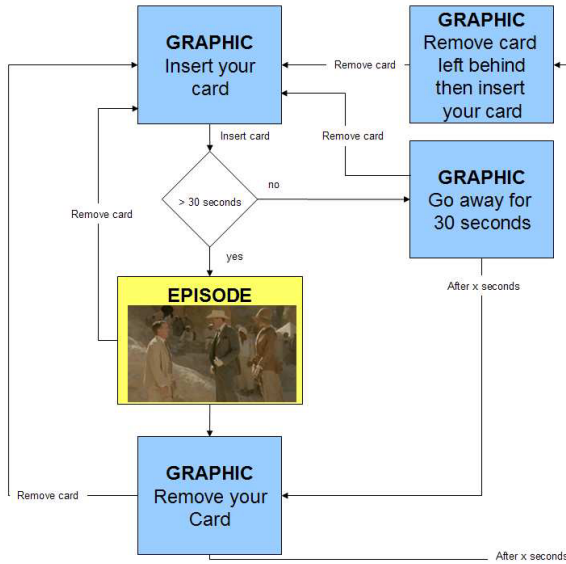 GRAPHIC
Insert your
card
GRAPHIC
Remove card
left behind
then insert
your card
Remove card
Insert card
Remove card
> 30 seconds
no
GRAPHIC
Go away for
30 seconds
Remove card
yes
After x seconds
EPISODE
GRAPHIC
Remove your
Card
Remove card
After x seconds